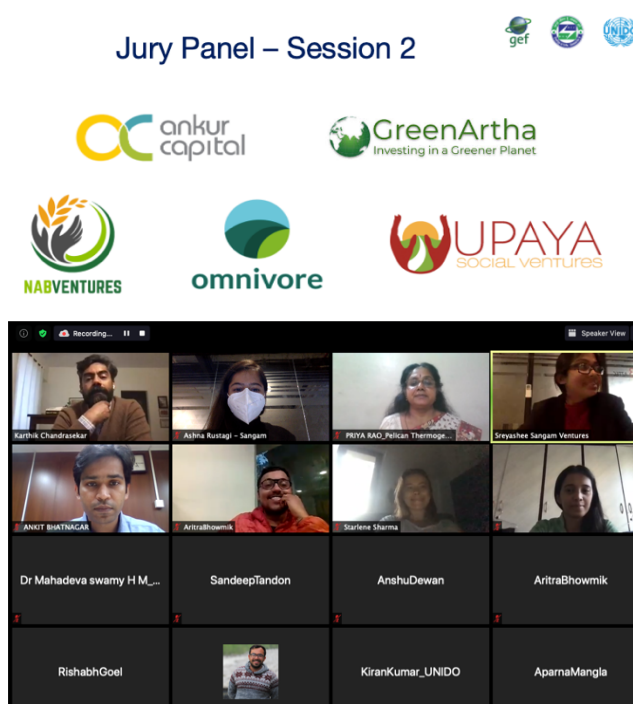 Jury Panel – Session 2
gef
UNIDO
ankur
capital
GreenArtha
Investing in a Greener Planet
NABVENTURES
omnivore
UPAYA
SOCIAL VENTURES
Recording...
Speaker View
Karthik Chandrasekar
Ashna Rustagi - Sangam
PRIYA RAO_Pelican Thermoge...
Sreyashee Sangam Ventures
ANKIT BHATNAGAR
AritraBhowmik
Starlene Sharma
Dr Mahadeva swamy H M_...
SandeepTandon
AnshuDewan
AritraBhowmik
RishabhGoel
KiranKumar_UNIDO
AparnaMangla